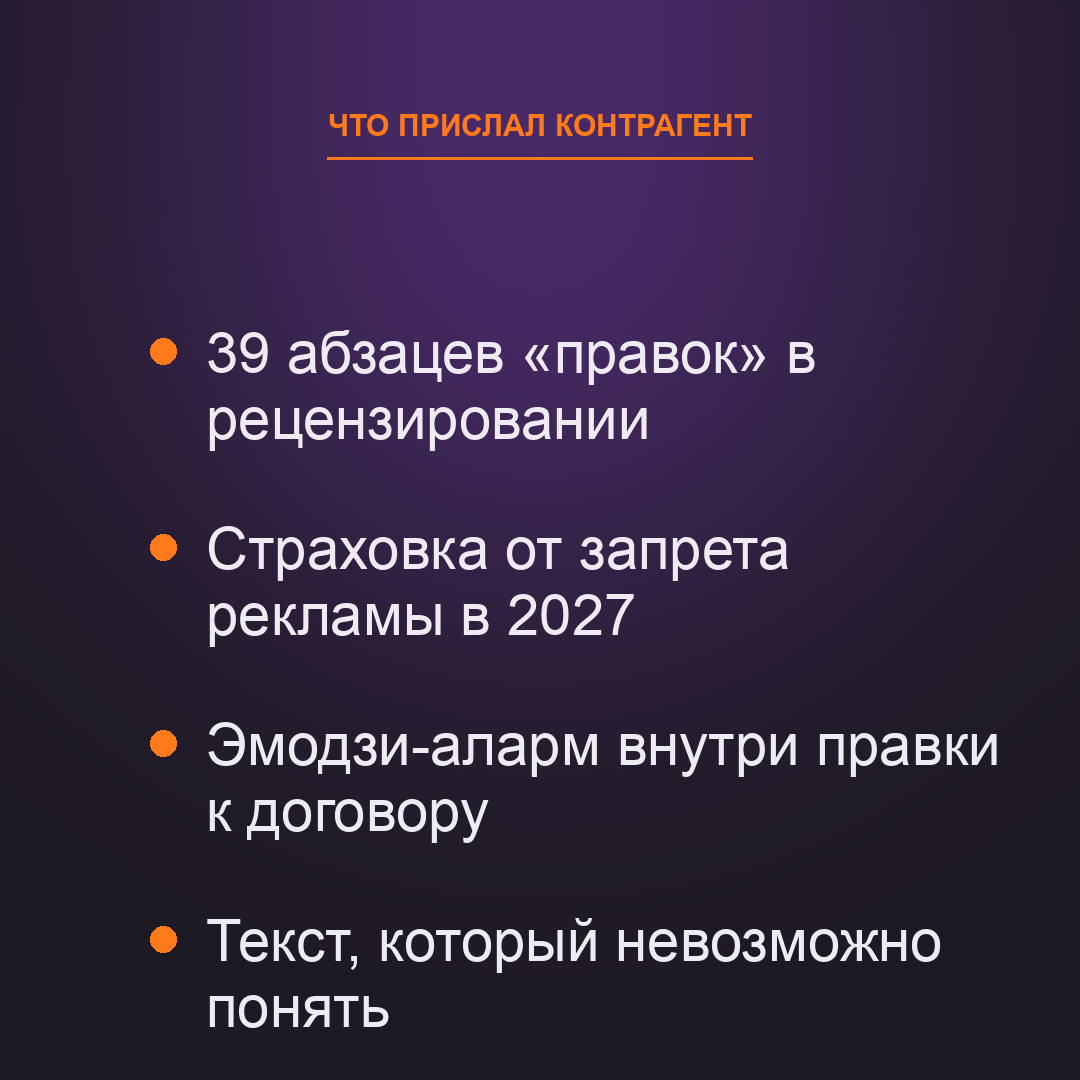 ЧТО ПРИСЛАЛ КОНТРАГЕНТ
39 абзацев «правок» в
рецензировании
Страховка от запрета
рекламы в 2027
Эмодзи-аларм внутри правки
к договору
Текст, который невозможно
понять